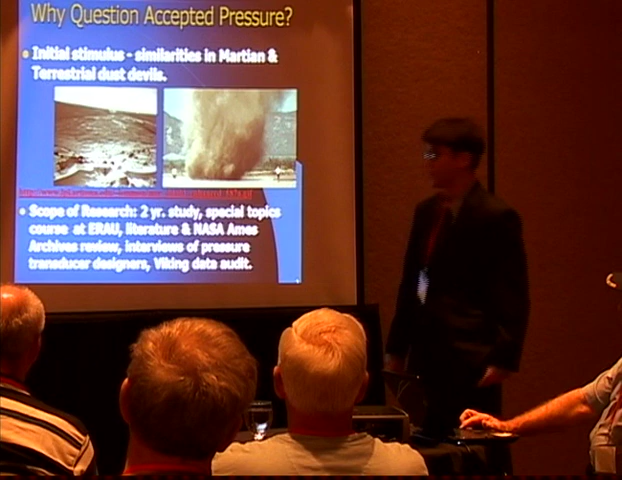 Why Question Accepted Pressure?
Initial stimulus - similarities in Martian &
Terrestrial dust devils.
Scope of Research: 2 yr. study, special topics
course at ERAU, literature & NASA Ames
Archives review, interviews of pressure
transducer designers, Viking data audit.